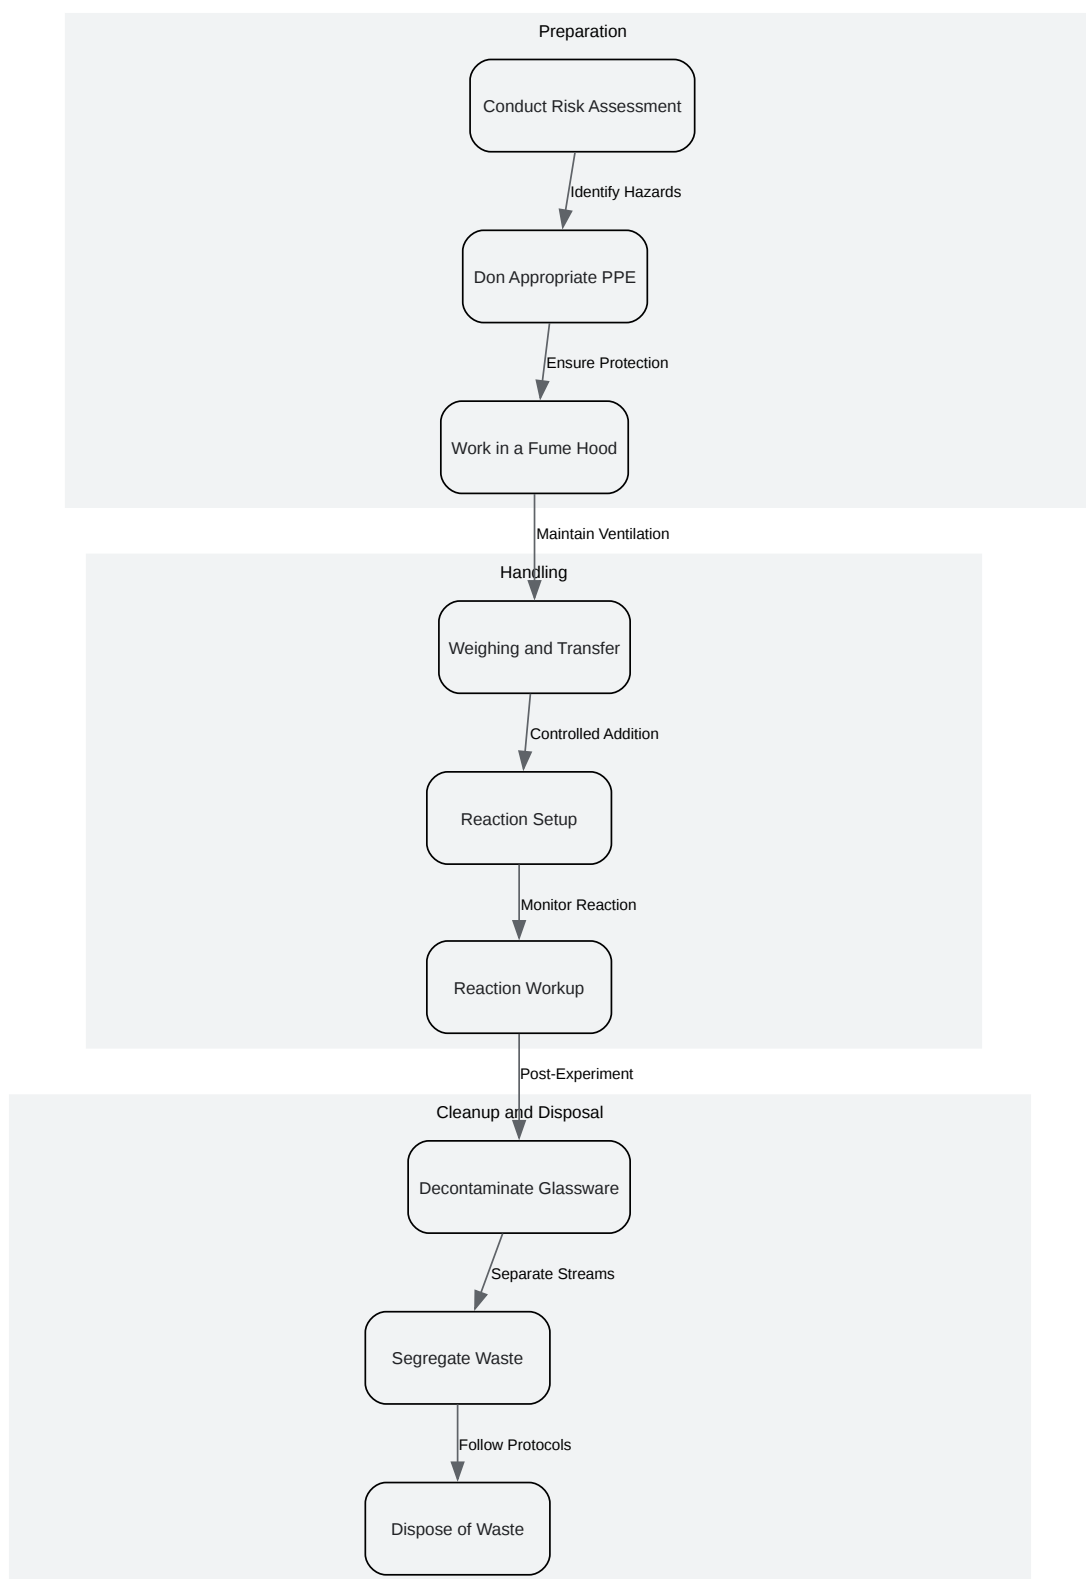 Preparation
Conduct Risk Assessment
Identify Hazards
Don Appropriate PPE
Ensure Protection
Work in a Fume Hood
Maintain Ventilation
Handling
Weighing and Transfer
Controlled Addition
Reaction Setup
Monitor Reaction
Reaction Workup
Post-Experiment
Cleanup and Disposal
Decontaminate Glassware
Separate Streams
Segregate Waste
Follow Protocols
Dispose of Waste